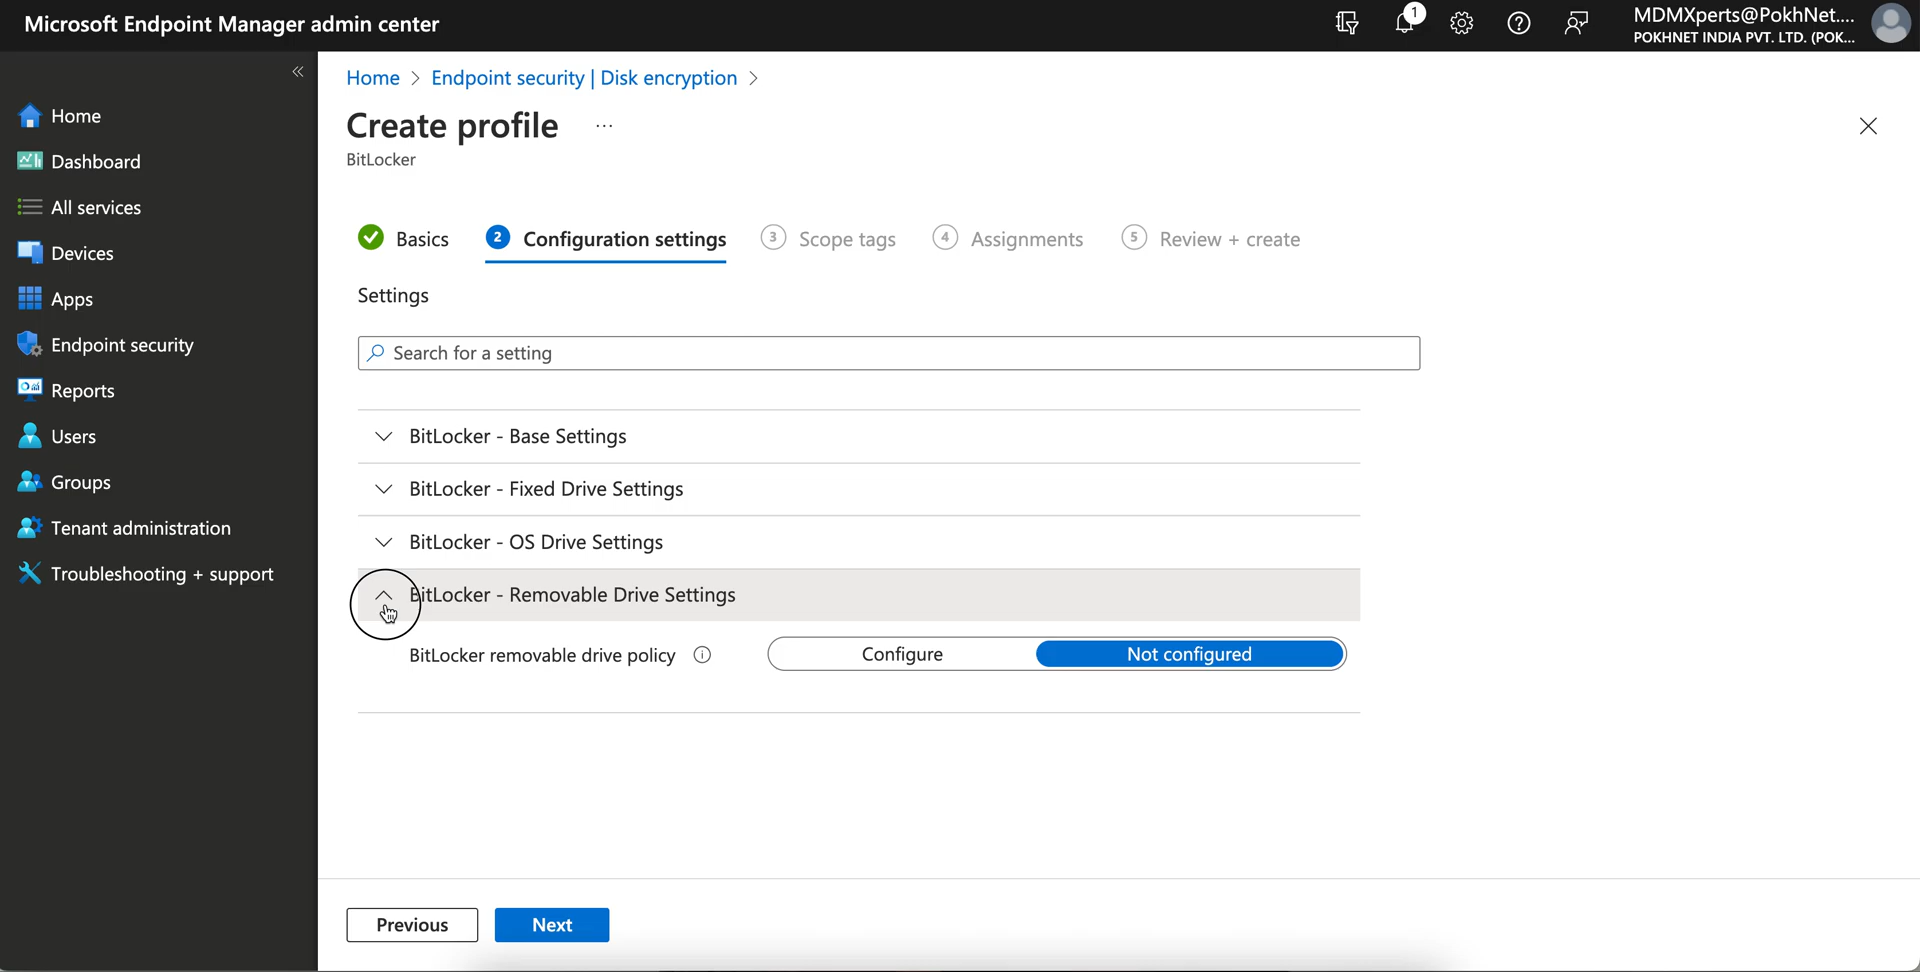 Microsoft Endpoint Manager admin center
1
MDMXperts@PokhNet....
POKHNET INDIA PVT. LTD. (POK...
Home
Dashboard
All services
Devices
Apps
Endpoint security
Reports
Users
Groups
Tenant administration
Troubleshooting + support
Home > Endpoint security | Disk encryption >
Create profile ...
BitLocker
Basics
2 Configuration settings
3 Scope tags
4 Assignments
5 Review + create
Settings
Search for a setting
BitLocker - Base Settings
BitLocker - Fixed Drive Settings
BitLocker - OS Drive Settings
BitLocker - Removable Drive Settings
BitLocker removable drive policy
Configure
Not configured
Previous
Next